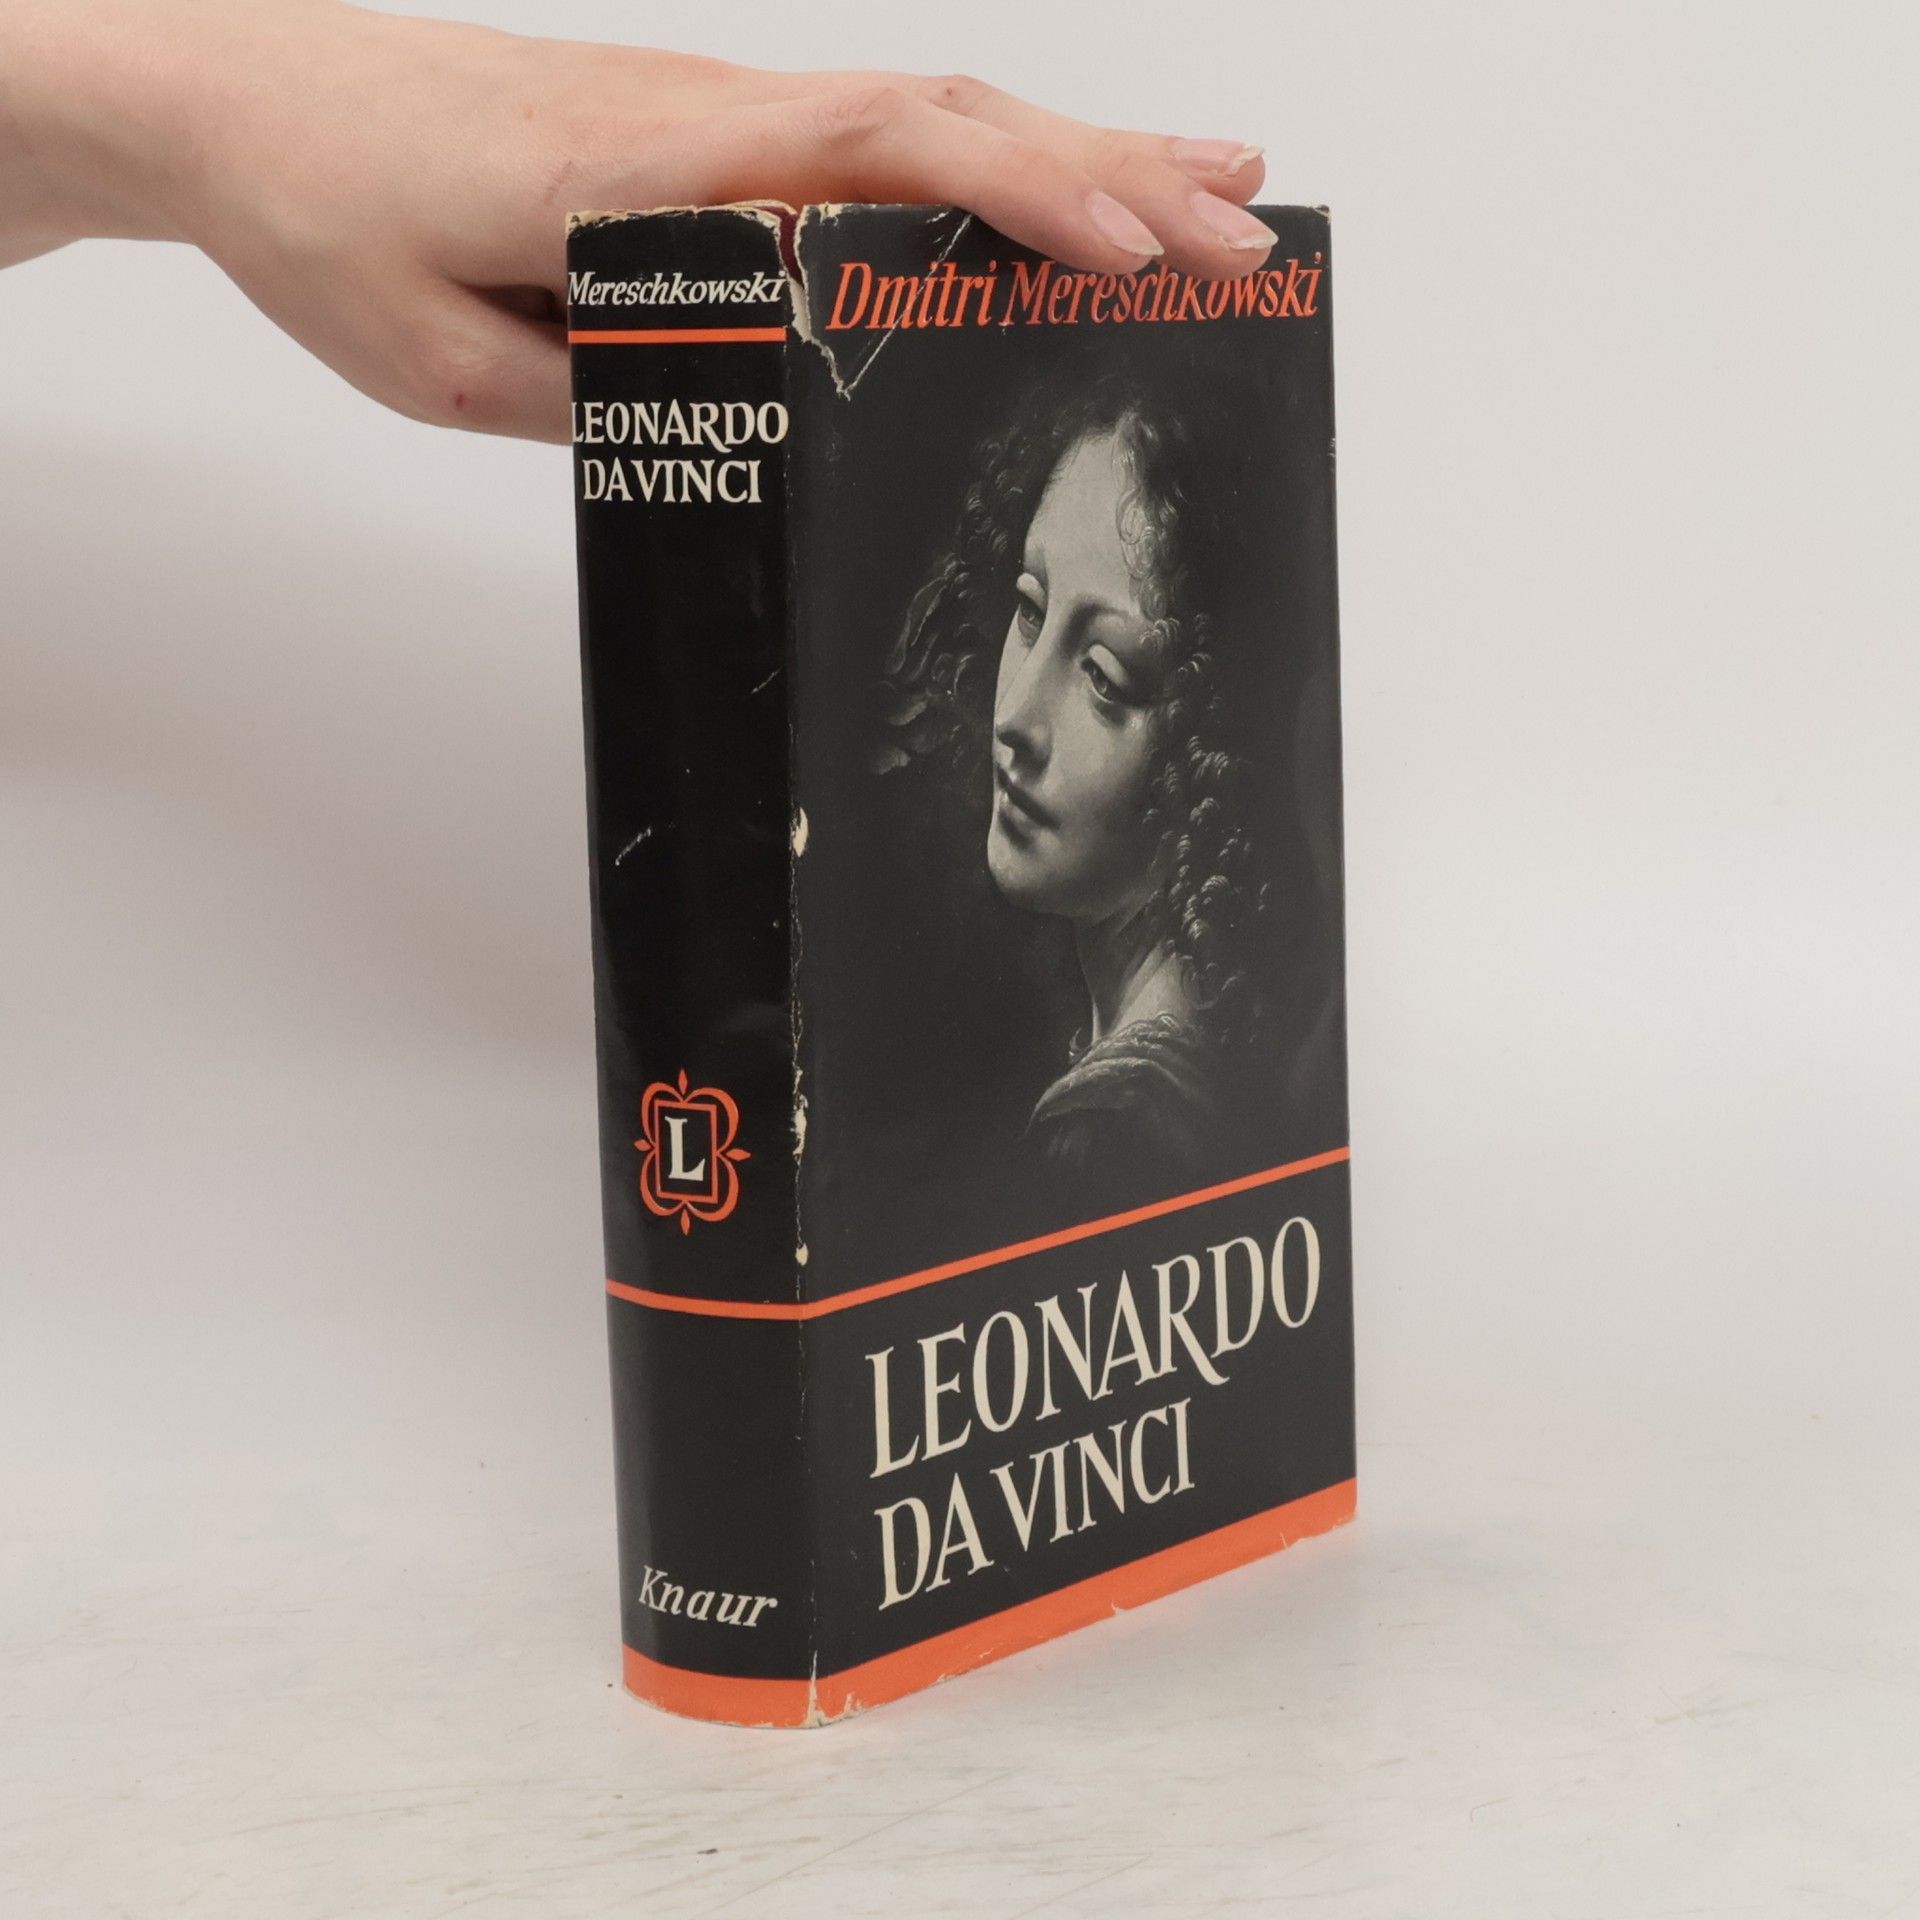 Mereschkowski
LEONARDO
DA VINCI
L
Knaur
Dmitri Mereschkowski
LEONARDO
DA VINCI